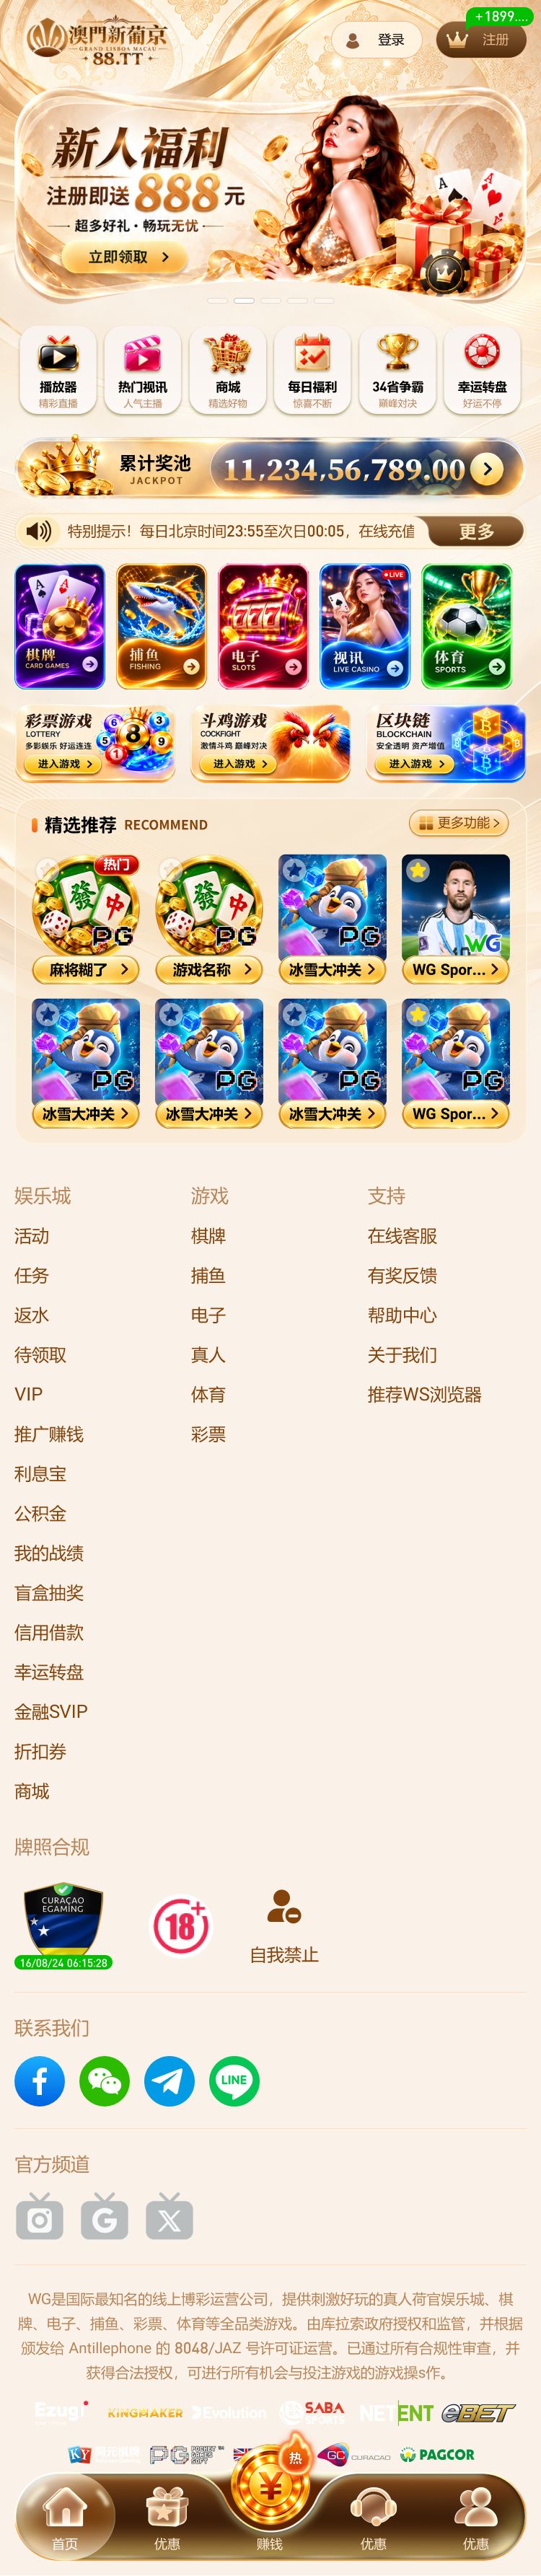 +1899....
澳門新葡京
GRAND LISBOA MACAU
88.TT
登录
注册
新人福利
注册即送888元
超多好礼·畅玩无忧
立即领取
播放器
精彩直播
热门视讯
人气主播
商城
精选好物
每日福利
惊喜不断
34省争霸
巅峰对决
幸运转盘
好运不停
累计奖池
JACKPOT
11,234,56,789.00
特别提示！每日北京时间23:55至次日00:05，在线充值
更多
棋牌
CARD GAMES
捕鱼
FISHING
电子
SLOTS
LIVE
视讯
LIVE CASINO
体育
SPORTS
彩票游戏
LOTTERY
多彩娱乐 好运连连
进入游戏
斗鸡游戏
COCKFIGHT
激情斗鸡 巅峰对决
进入游戏
区块链
BLOCKCHAIN
安全透明 资产增值
进入游戏
精选推荐 RECOMMEND
更多功能
热门
發 中
PG
麻将糊了
發 中
PG
游戏名称
PG
冰雪大冲关
WG
WG Spor...
PG
冰雪大冲关
PG
冰雪大冲关
PG
冰雪大冲关
PG
WG Spor...
娱乐城
活动
任务
返水
待领取
VIP
推广赚钱
利息宝
公积金
我的战绩
盲盒抽奖
信用借款
幸运转盘
金融SVIP
折扣券
商城
游戏
棋牌
捕鱼
电子
真人
体育
彩票
支持
在线客服
有奖反馈
帮助中心
关于我们
推荐WS浏览器
牌照合规
CURAÇAO
EGAMING
16/08/24 06:15:28
18+
自我禁止
联系我们
LINE
官方频道
WG是国际最知名的线上博彩运营公司，提供刺激好玩的真人荷官娱乐城、棋
牌、电子、捕鱼、彩票、体育等全品类游戏。由库拉索政府授权和监管，并根据
颁发给 Antillephone 的 8048/JAZ 号许可证运营。已通过所有合规性审查，并
获得合法授权，可进行所有机会与投注游戏的游戏操s作。
Ezugi
KINGMAKER
Evolution
SABA
SPORTS
NETENT
eBET
KY
PG POCKET GAMES SOFT
GC CURACAO
PAGCOR
热
首页
优惠
赚钱
优惠
优惠